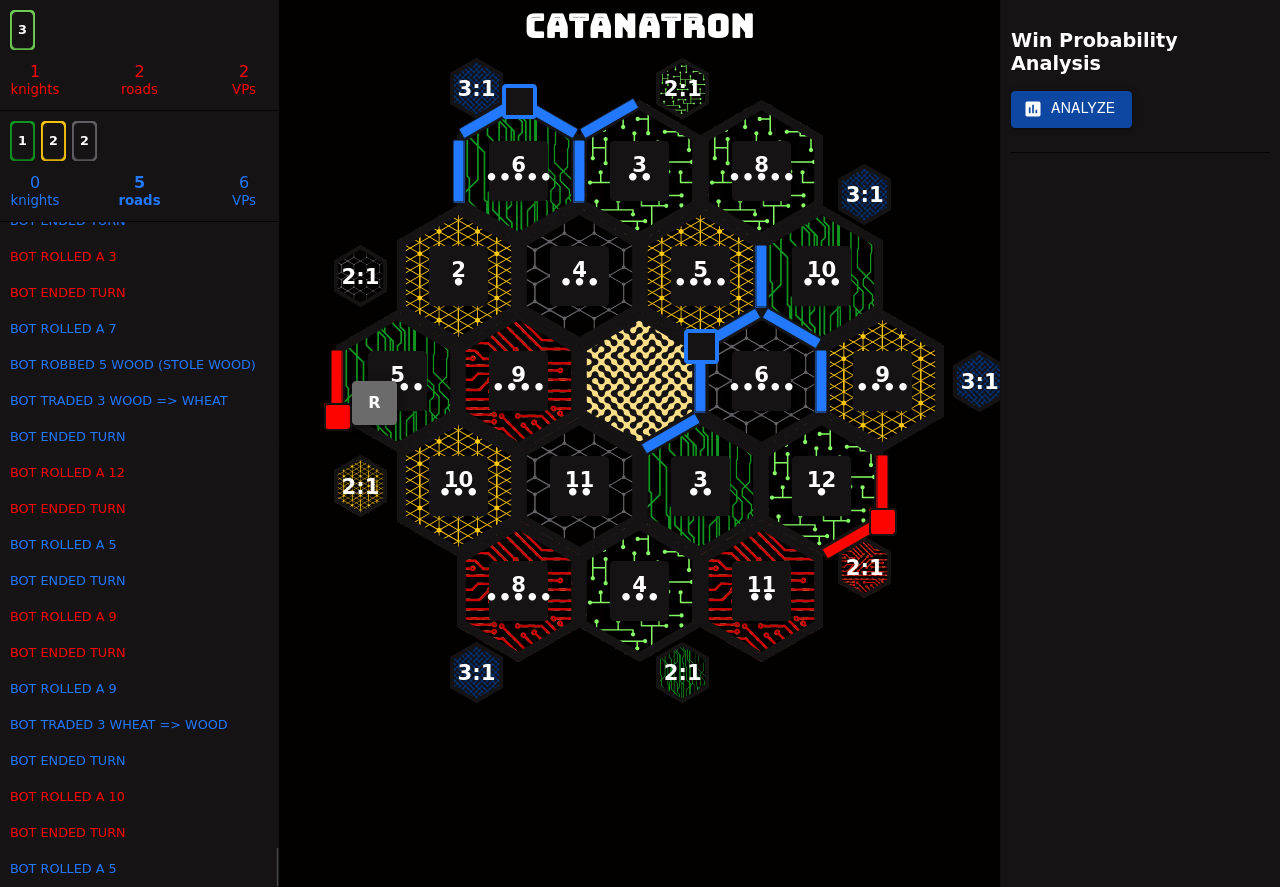 CATANATRON
3
1 2 2
knights roads VPs
1 2 2
0 5 6
knights roads VPs
BOT ROLLED A 3
BOT ENDED TURN
BOT ROLLED A 7
BOT ROBBED 5 WOOD (STOLE WOOD)
BOT TRADED 3 WOOD => WHEAT
BOT ENDED TURN
BOT ROLLED A 12
BOT ENDED TURN
BOT ROLLED A 5
BOT ENDED TURN
BOT ROLLED A 9
BOT ENDED TURN
BOT ROLLED A 9
BOT TRADED 3 WHEAT => WOOD
BOT ENDED TURN
BOT ROLLED A 10
BOT ENDED TURN
BOT ROLLED A 5
3:1 2:1
6 3 8
3:1
2:1 2 4 5 10
5 9 6 9 3:1
R
2:1 10 11 3 12
8 4 11 2:1
3:1 2:1
Win Probability
Analysis
ANALYZE